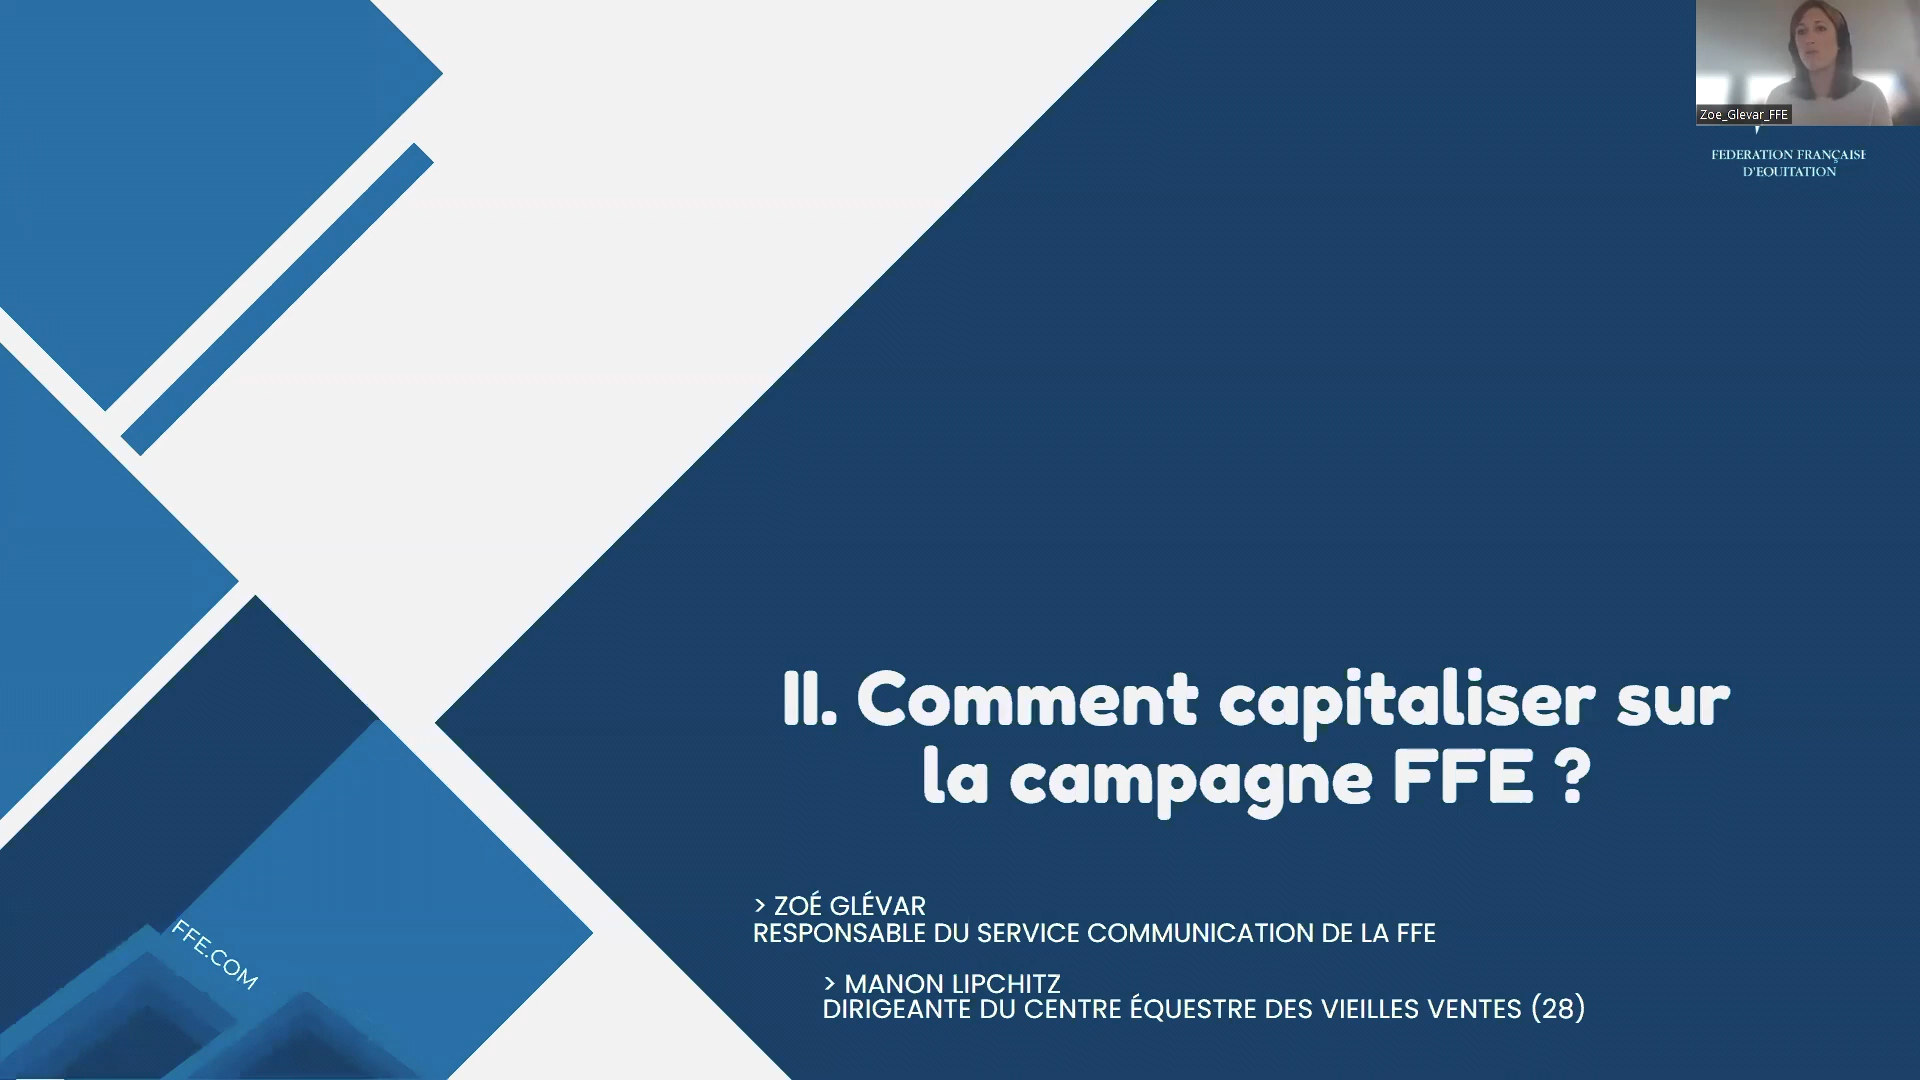 Zoe_Glevar_FFE
FEDERATION FRANÇAISE
D'EQUITATION
II. Comment capitaliser sur
la campagne FFE ?
> ZOÉ GLÉVAR
RESPONSABLE DU SERVICE COMMUNICATION DE LA FFE
> MANON LIPCHITZ
DIRIGEANTE DU CENTRE ÉQUESTRE DES VIEILLES VENTES (28)
FFE.COM